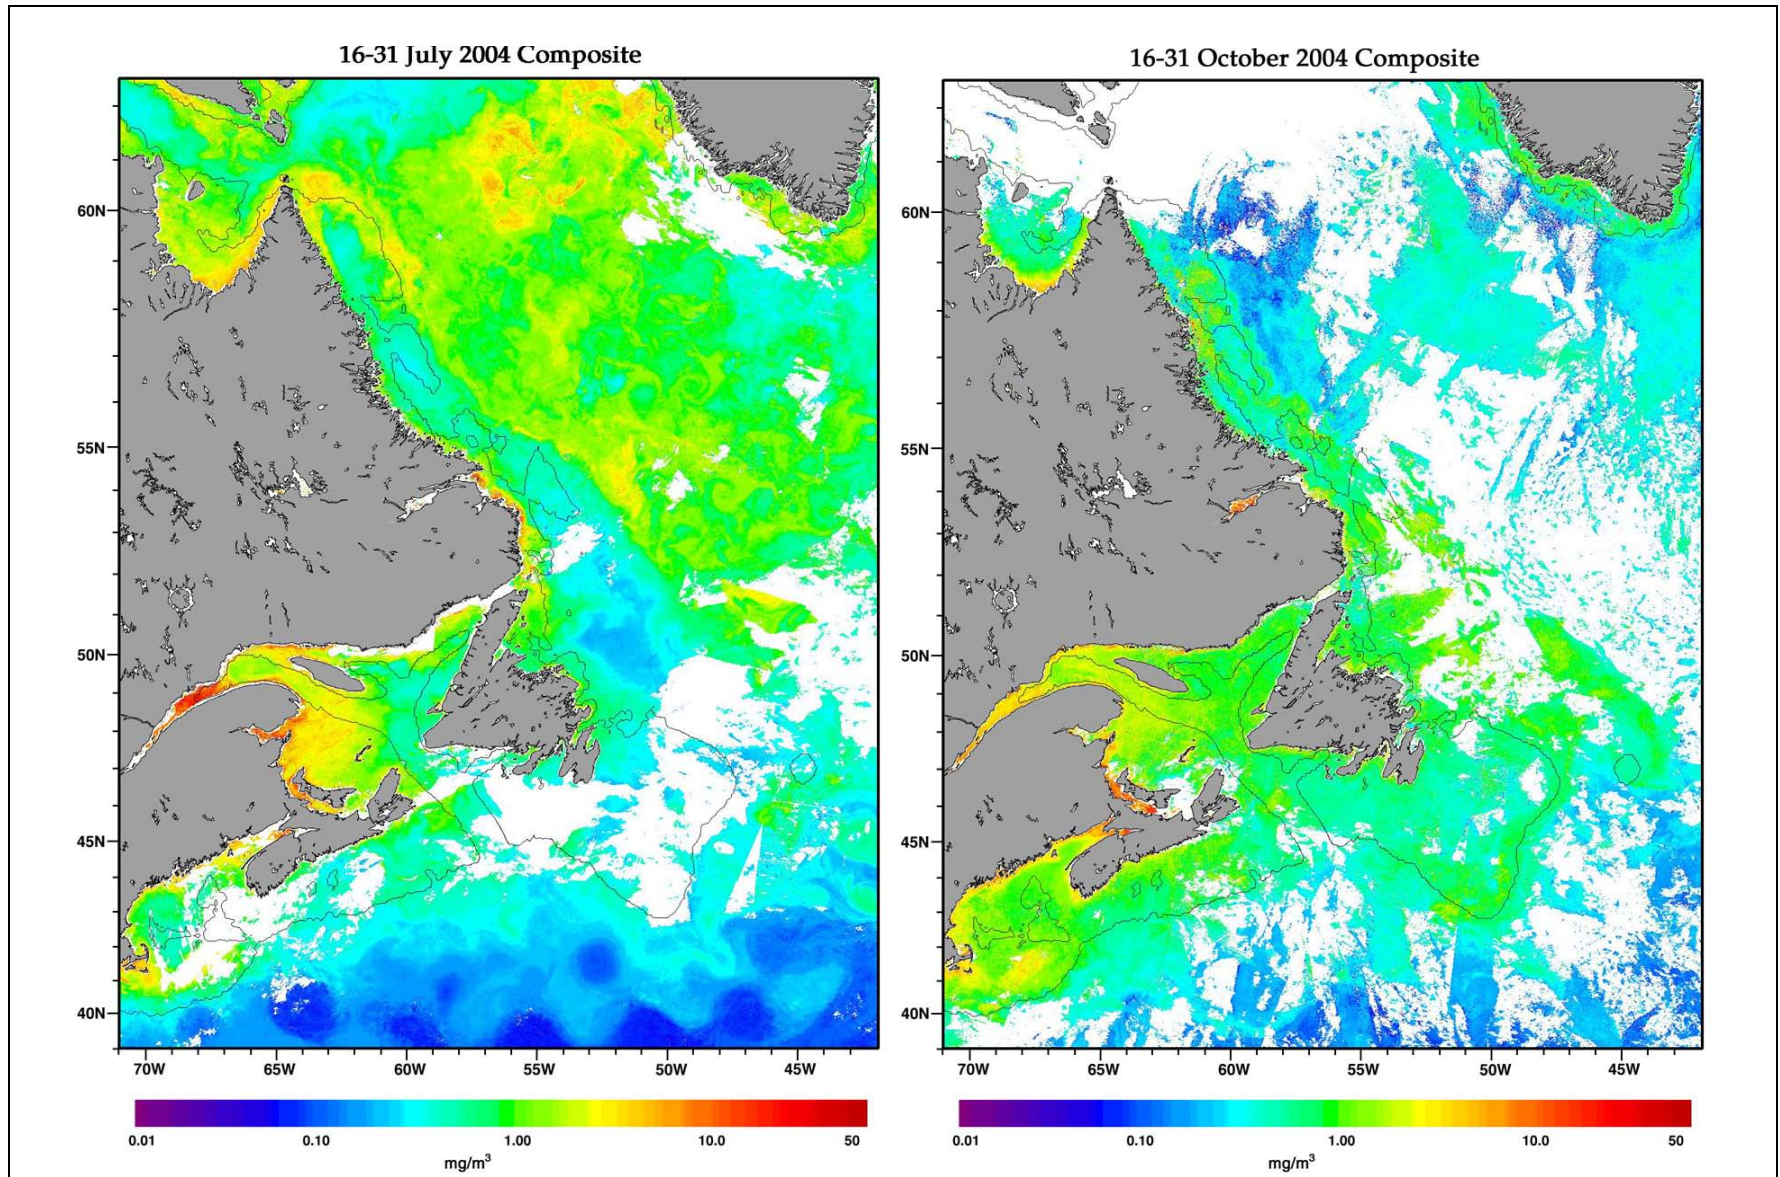 16-31 July 2004 Composite
16-31 October 2004 Composite
60N
55N
50N
45N
40N
70W 65W 60W 55W 50W 45W
60N
55N
50N
45N
40N
70W 65W 60W 55W 50W 45W
0.01 0.10 1.00 10.0 50
mg/m³
0.01 0.10 1.00 10.0 50
mg/m³